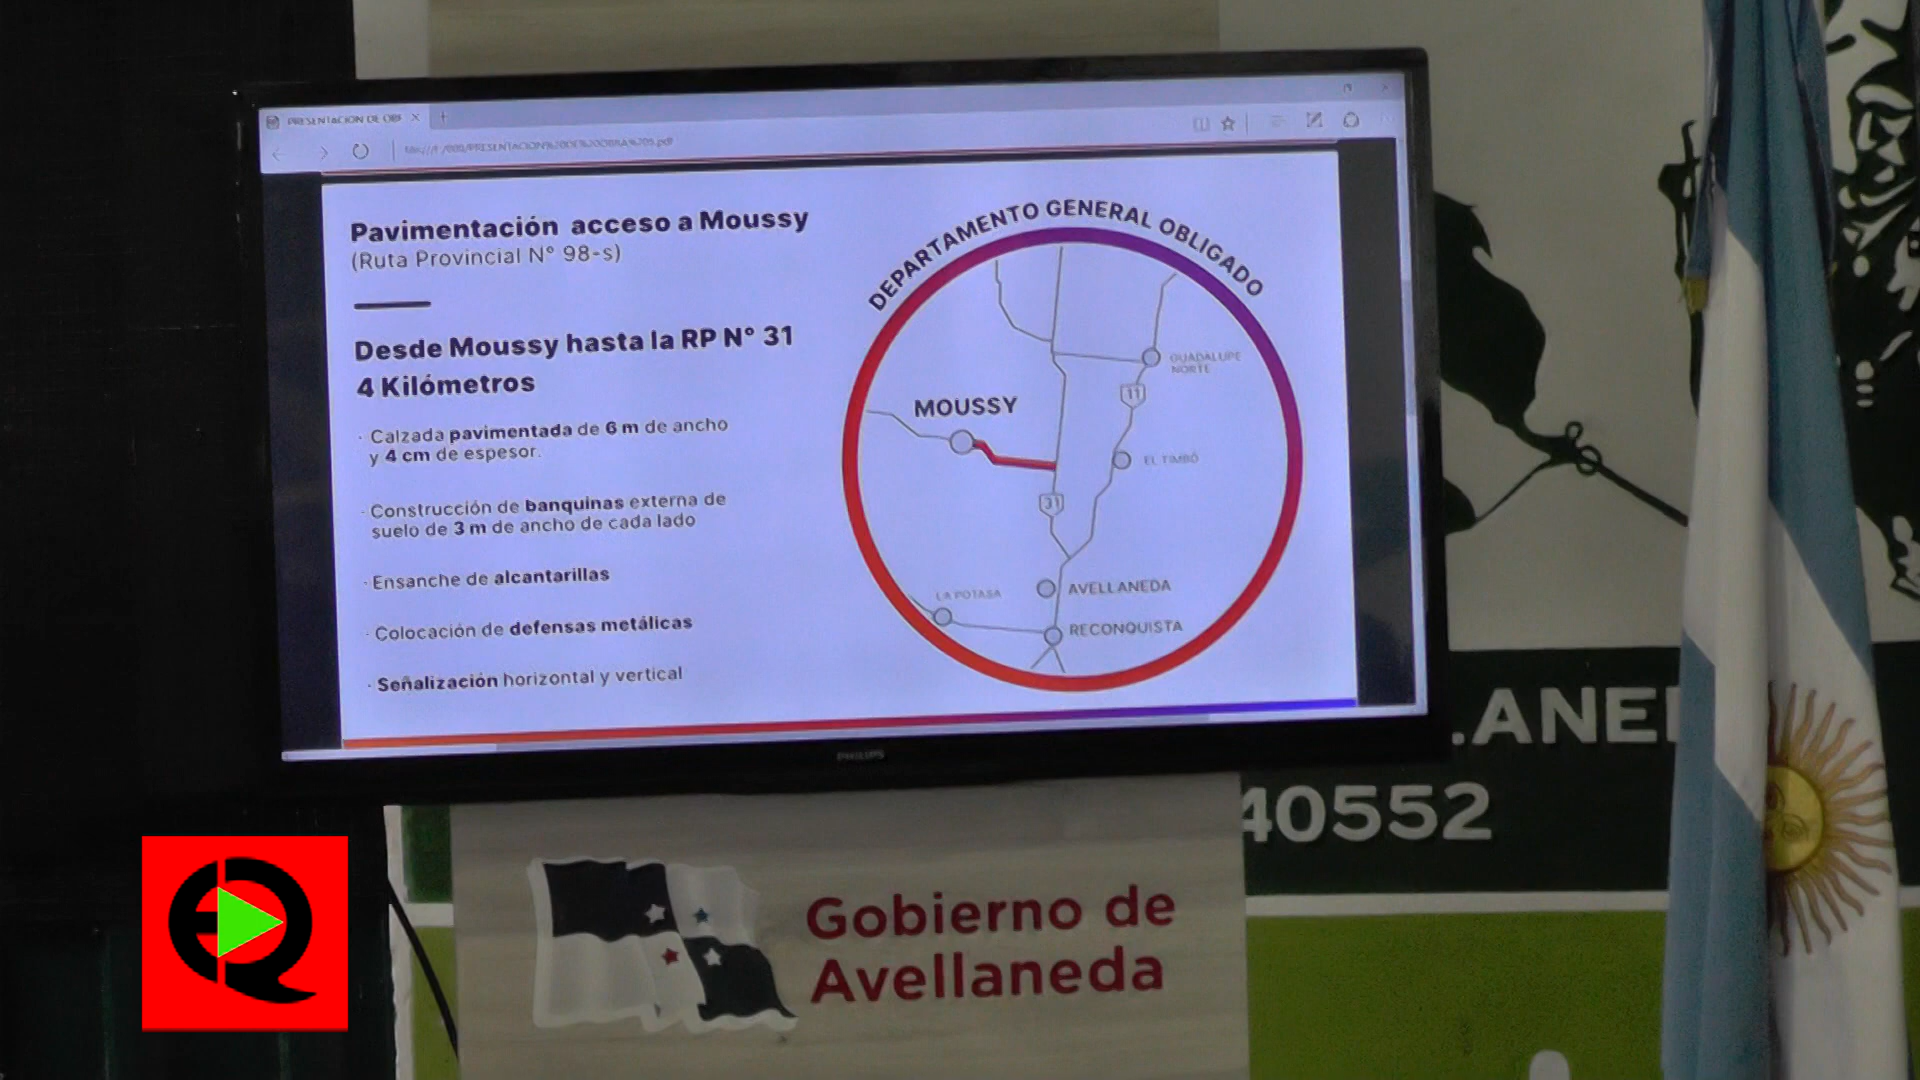 PRESENTACION DE OBR
Pavimentación acceso a Moussy
(Ruta Provincial N° 98-s)
Desde Moussy hasta la RP N° 31
4 Kilómetros
· Calzada pavimentada de 6 m de ancho
y 4 cm de espesor.
· Construcción de banquinas externa de
suelo de 3 m de ancho de cada lado
· Ensanche de alcantarillas
· Colocación de defensas metálicas
· Señalización horizontal y vertical
DEPARTAMENTO GENERAL OBLIGADO
GUADALUPE
NORTE
11
MOUSSY
EL TIMBÓ
31
AVELLANEDA
LA POTASA
RECONQUISTA
PHILIPS
.ANE
40552
Gobierno de
Avellaneda